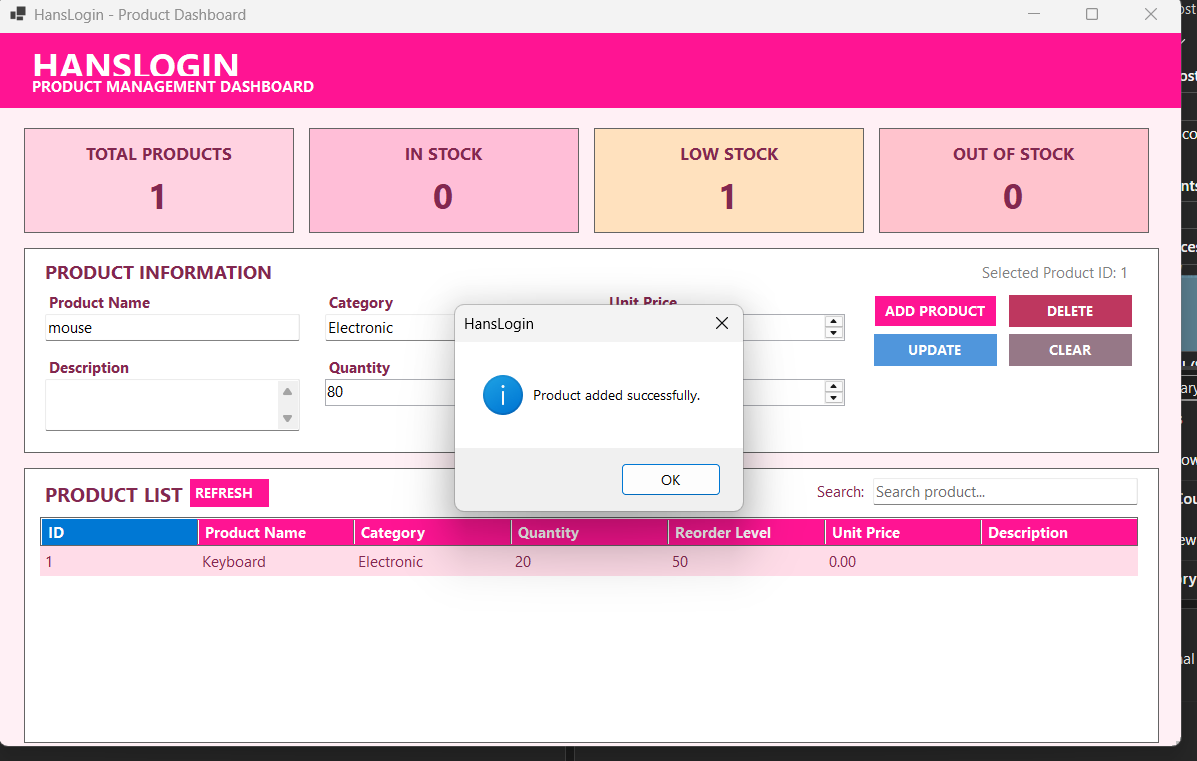 HansLogin - Product Dashboard
HANSLOGIN
PRODUCT MANAGEMENT DASHBOARD
TOTAL PRODUCTS
1
IN STOCK
0
LOW STOCK
1
OUT OF STOCK
0
PRODUCT INFORMATION
Selected Product ID: 1
Product Name
Category
Unit Price
mouse
Electronic
ADD PRODUCT
DELETE
UPDATE
CLEAR
Description
Quantity
80
HansLogin
Product added successfully.
OK
PRODUCT LIST
REFRESH
Search:
Search product...
ID Product Name Category Quantity Reorder Level Unit Price Description
1 Keyboard Electronic 20 50 0.00